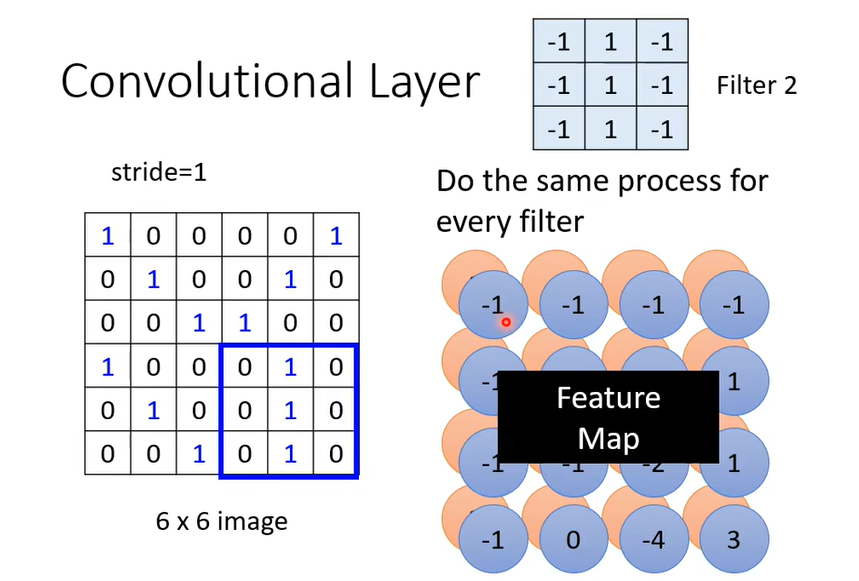 Convolutional Layer
-1 1 -1
-1 1 -1
-1 1 -1
Filter 2
stride=1
Do the same process for
every filter
1 0 0 0 0 1
0 1 0 0 1 0
0 0 1 1 0 0
1 0 0 0 1 0
0 1 0 0 1 0
0 0 1 0 1 0
6 x 6 image
-1 -1 -1 -1
-1 1
Feature
Map
-1 -1 -2 1
-1 0 -4 3